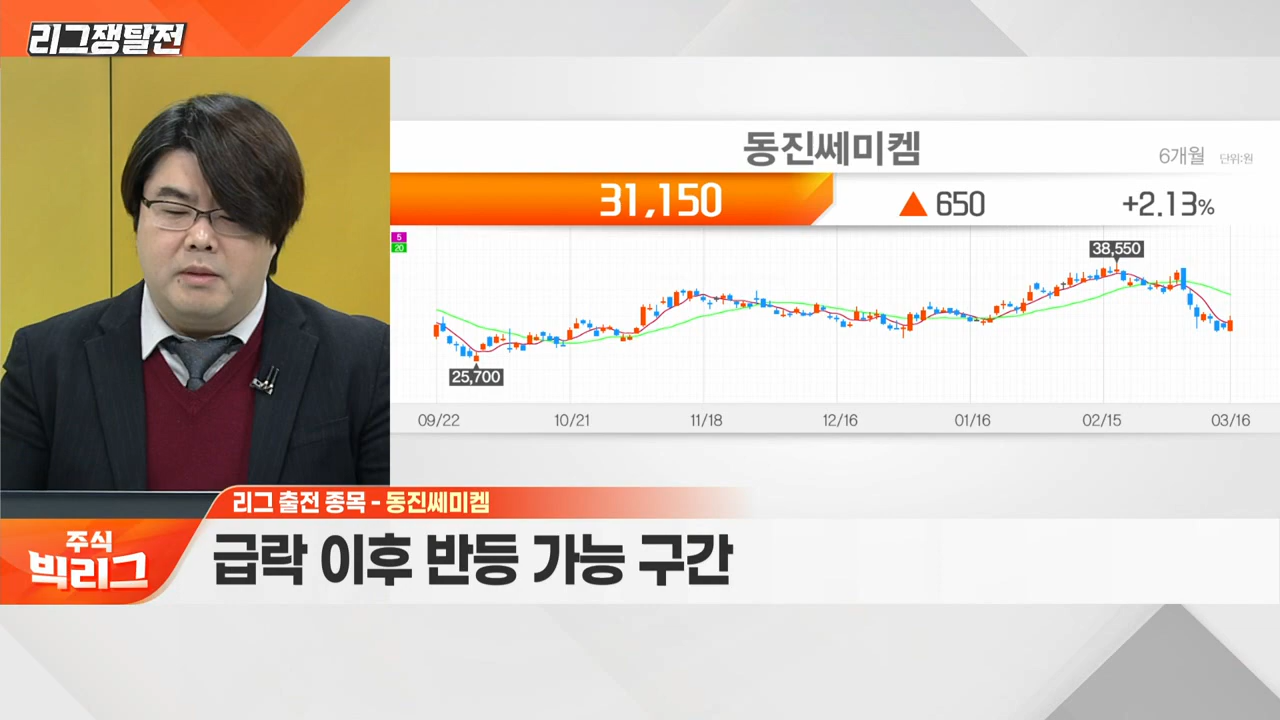 리그쟁탈전
동진쎄미켐
6개월 단위:원
31,150 ▲ 650 +2.13%
5
20
38,550
25,700
09/22 10/21 11/18 12/16 01/16 02/15 03/16
리그 출전 종목 - 동진쎄미켐
주식
빅리그
급락 이후 반등 가능 구간